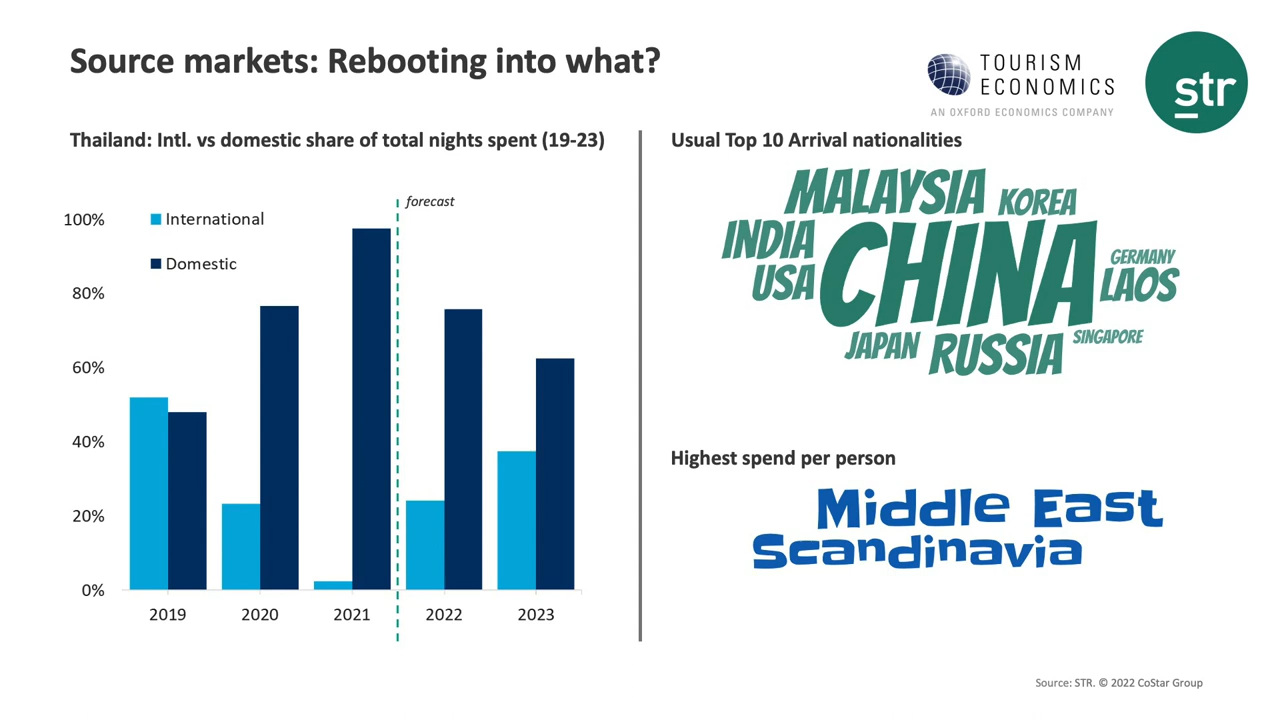 Source markets: Rebooting into what?
TOURISM
ECONOMICS
AN OXFORD ECONOMICS COMPANY
str
Thailand: Intl. vs domestic share of total nights spent (19-23)
forecast
International
Domestic
100%
80%
60%
40%
20%
0%
2019 2020 2021 2022 2023
Usual Top 10 Arrival nationalities
MALAYSIA
KOREA
INDIA
USA
CHINA
GERMANY
LAOS
JAPAN
RUSSIA
SINGAPORE
Highest spend per person
Middle East
Scandinavia
Source: STR. © 2022 CoStar Group